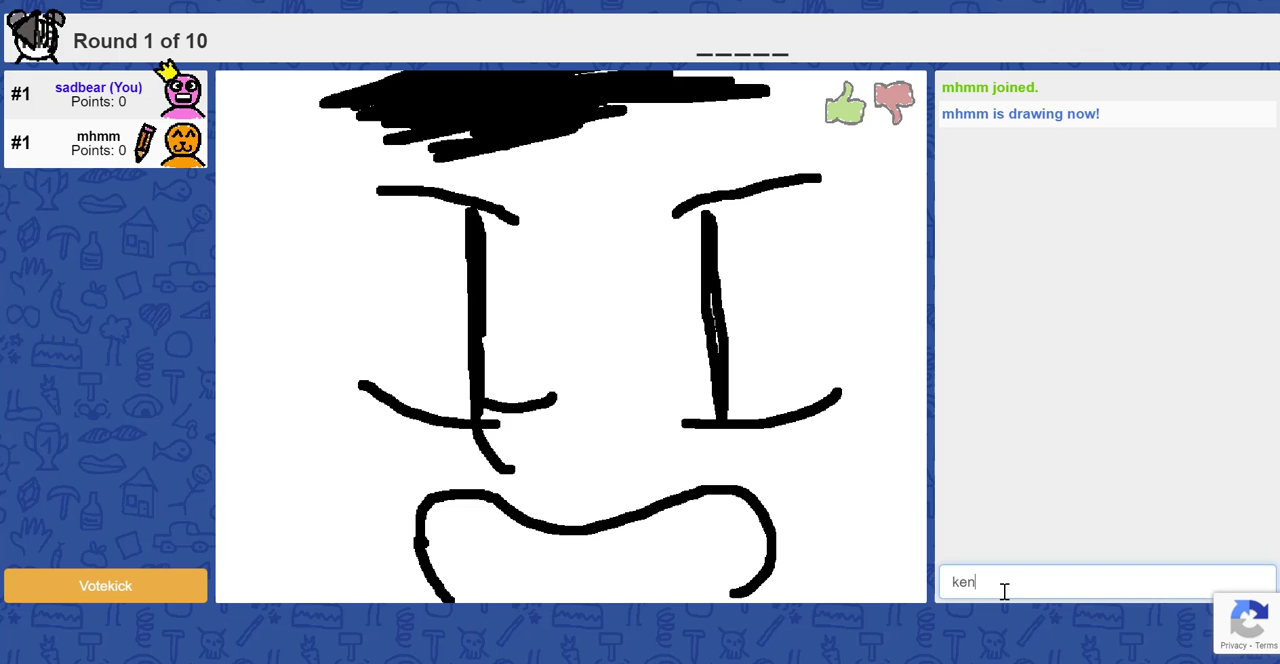 Round 1 of 10
_ _ _ _ _
#1
sadbear (You)
Points: 0
#1
mhmm
Points: 0
Votekick
mhmm joined.
mhmm is drawing now!
ken
Privacy - Terms